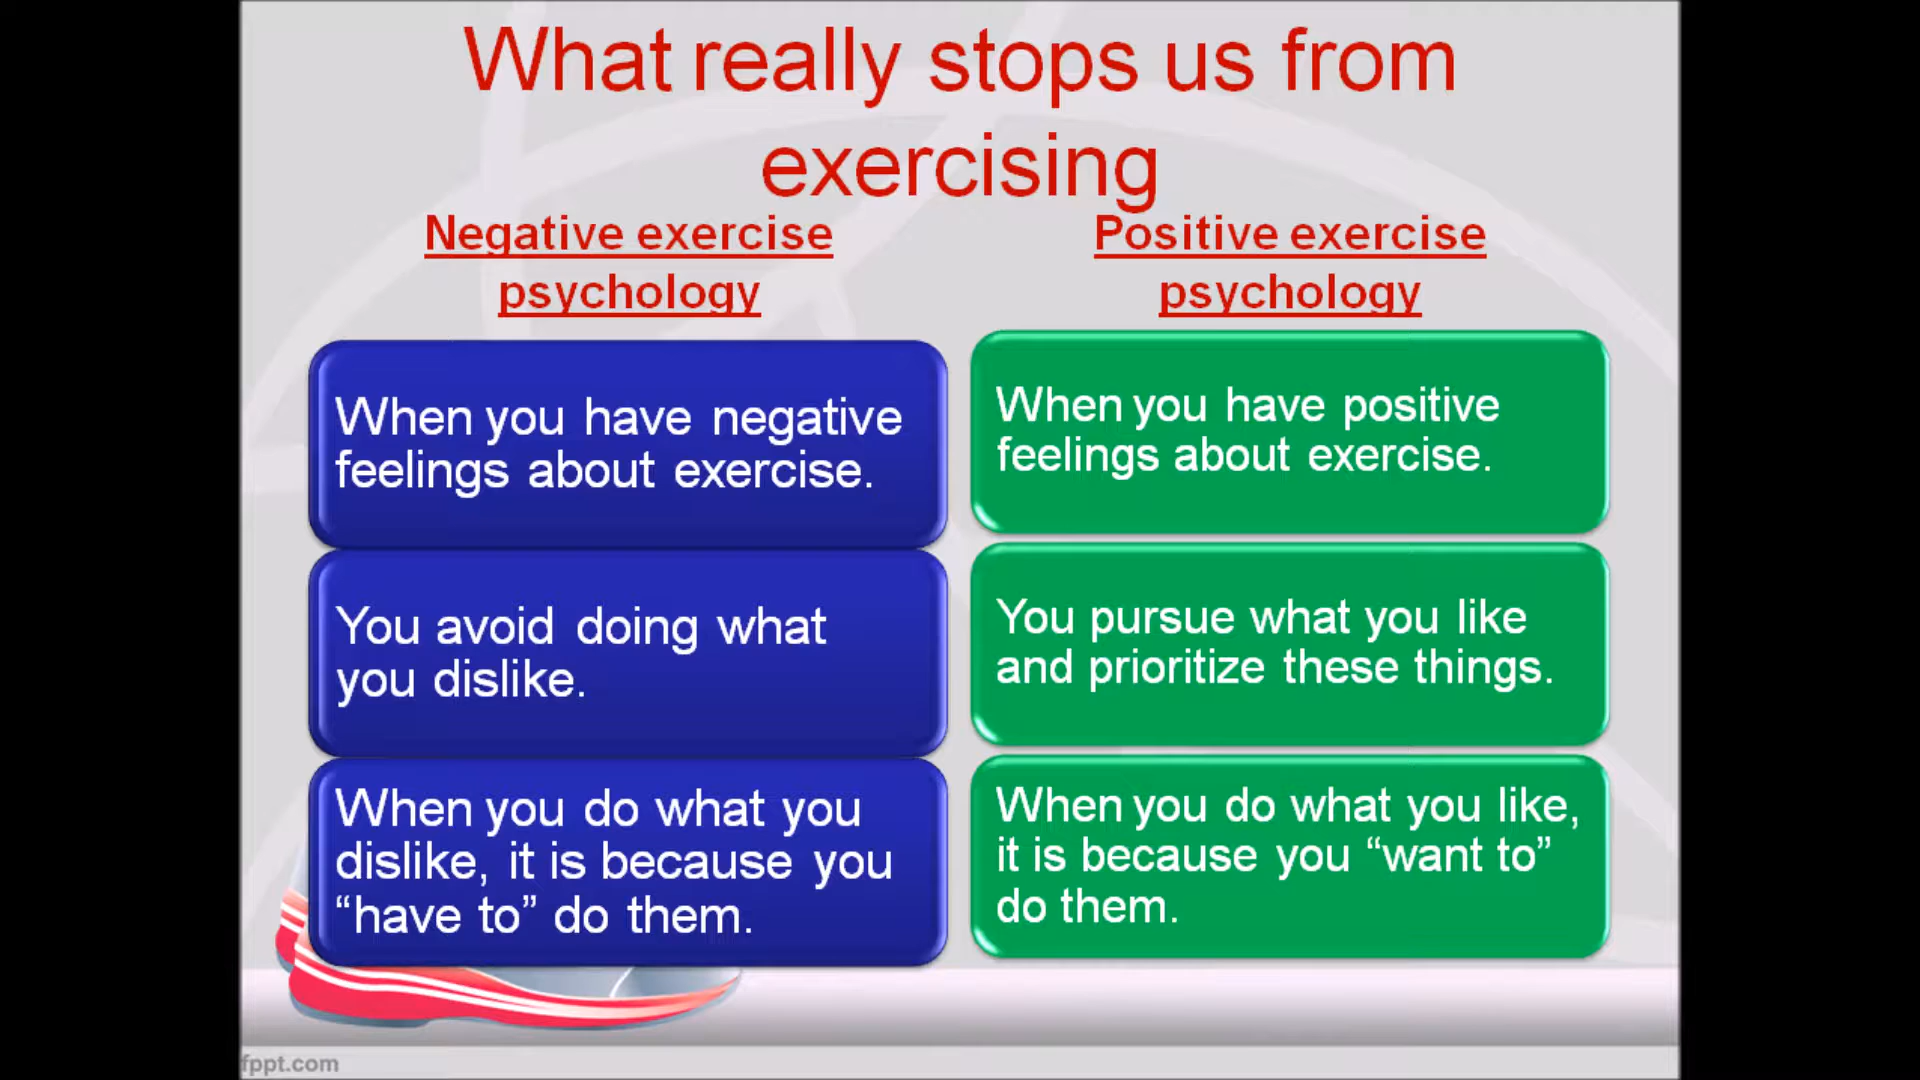 What really stops us from
exercising
Negative exercise
psychology
When you have negative
feelings about exercise.
You avoid doing what
you dislike.
When you do what you
dislike, it is because you
“have to” do them.
Positive exercise
psychology
When you have positive
feelings about exercise.
You pursue what you like
and prioritize these things.
When you do what you like,
it is because you “want to”
do them.
fppt.com